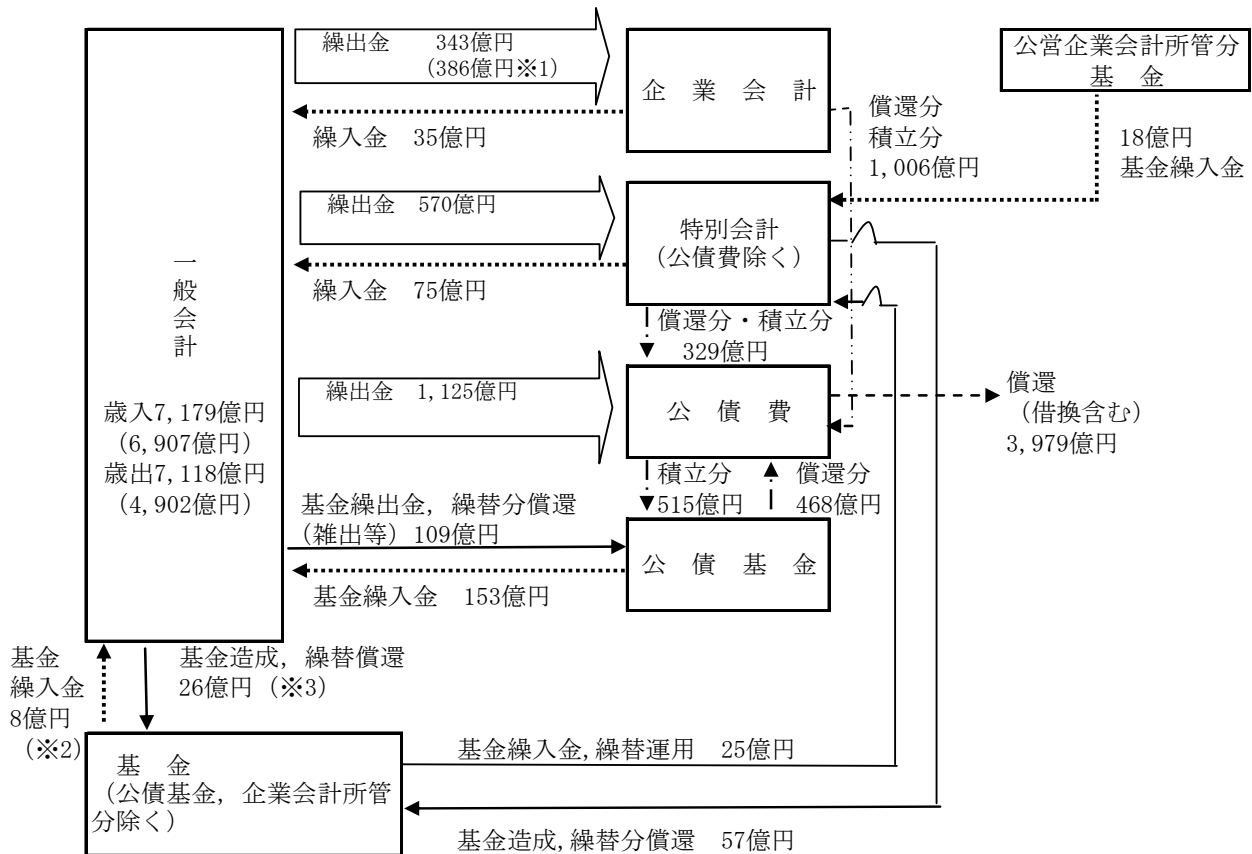 繰出金 343億円
(386億円※1)
企 業 会 計
公営企業会計所管分
基 金
繰入金 35億円
償還分
積立分
1,006億円
18億円
基金繰入金
繰出金 570億円
特別会計
(公債費除く)
繰入金 75億円
一
般
会
計
歳入7,179億円
(6,907億円)
歳出7,118億円
(4,902億円)
償還分・積立分
329億円
繰出金 1,125億円
公 債 費
償還
(借換含む)
3,979億円
積立分
515億円
償還分
468億円
基金繰出金, 繰替分償還
(雑出等) 109億円
公 債 基 金
基金繰入金 153億円
基金
繰入金
8億円
(※2)
基金造成, 繰替償還
26億円 (※3)
基 金
(公債基金, 企業会計所管
分除く)
基金繰入金,繰替運用 25億円
基金造成,繰替分償還 57億円